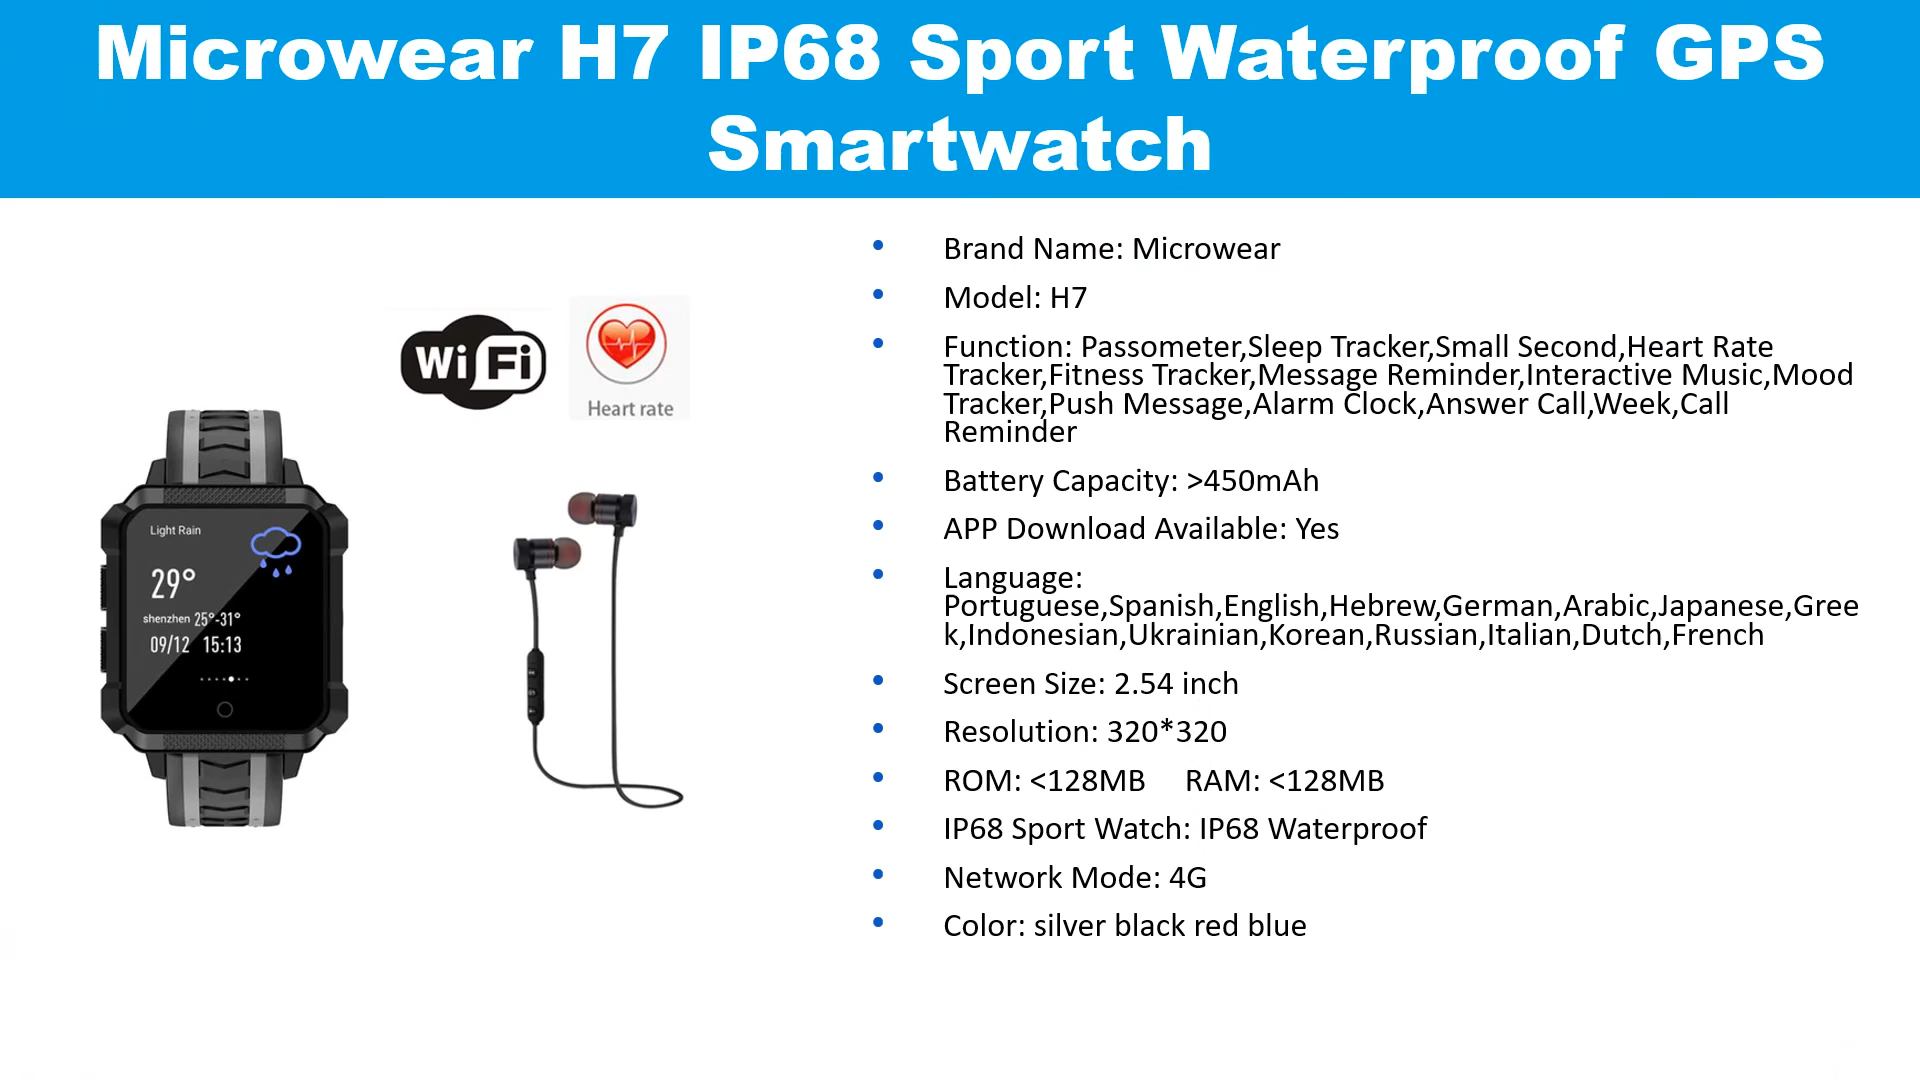 Microwear H7 IP68 Sport Waterproof GPS
Smartwatch
WiFi
Heart rate
Light Rain
29°
shenzhen 25°-31°
09/12 15:13
Brand Name: Microwear
Model: H7
Function: Passometer,Sleep Tracker,Small Second,Heart Rate
Tracker,Fitness Tracker,Message Reminder,Interactive Music,Mood
Tracker,Push Message,Alarm Clock,Answer Call,Week,Call
Reminder
Battery Capacity: >450mAh
APP Download Available: Yes
Language:
Portuguese,Spanish,English,Hebrew,German,Arabic,Japanese,Gree
k,Indonesian,Ukrainian,Korean,Russian,Italian,Dutch,French
Screen Size: 2.54 inch
Resolution: 320*320
ROM: <128MB RAM: <128MB
IP68 Sport Watch: IP68 Waterproof
Network Mode: 4G
Color: silver black red blue